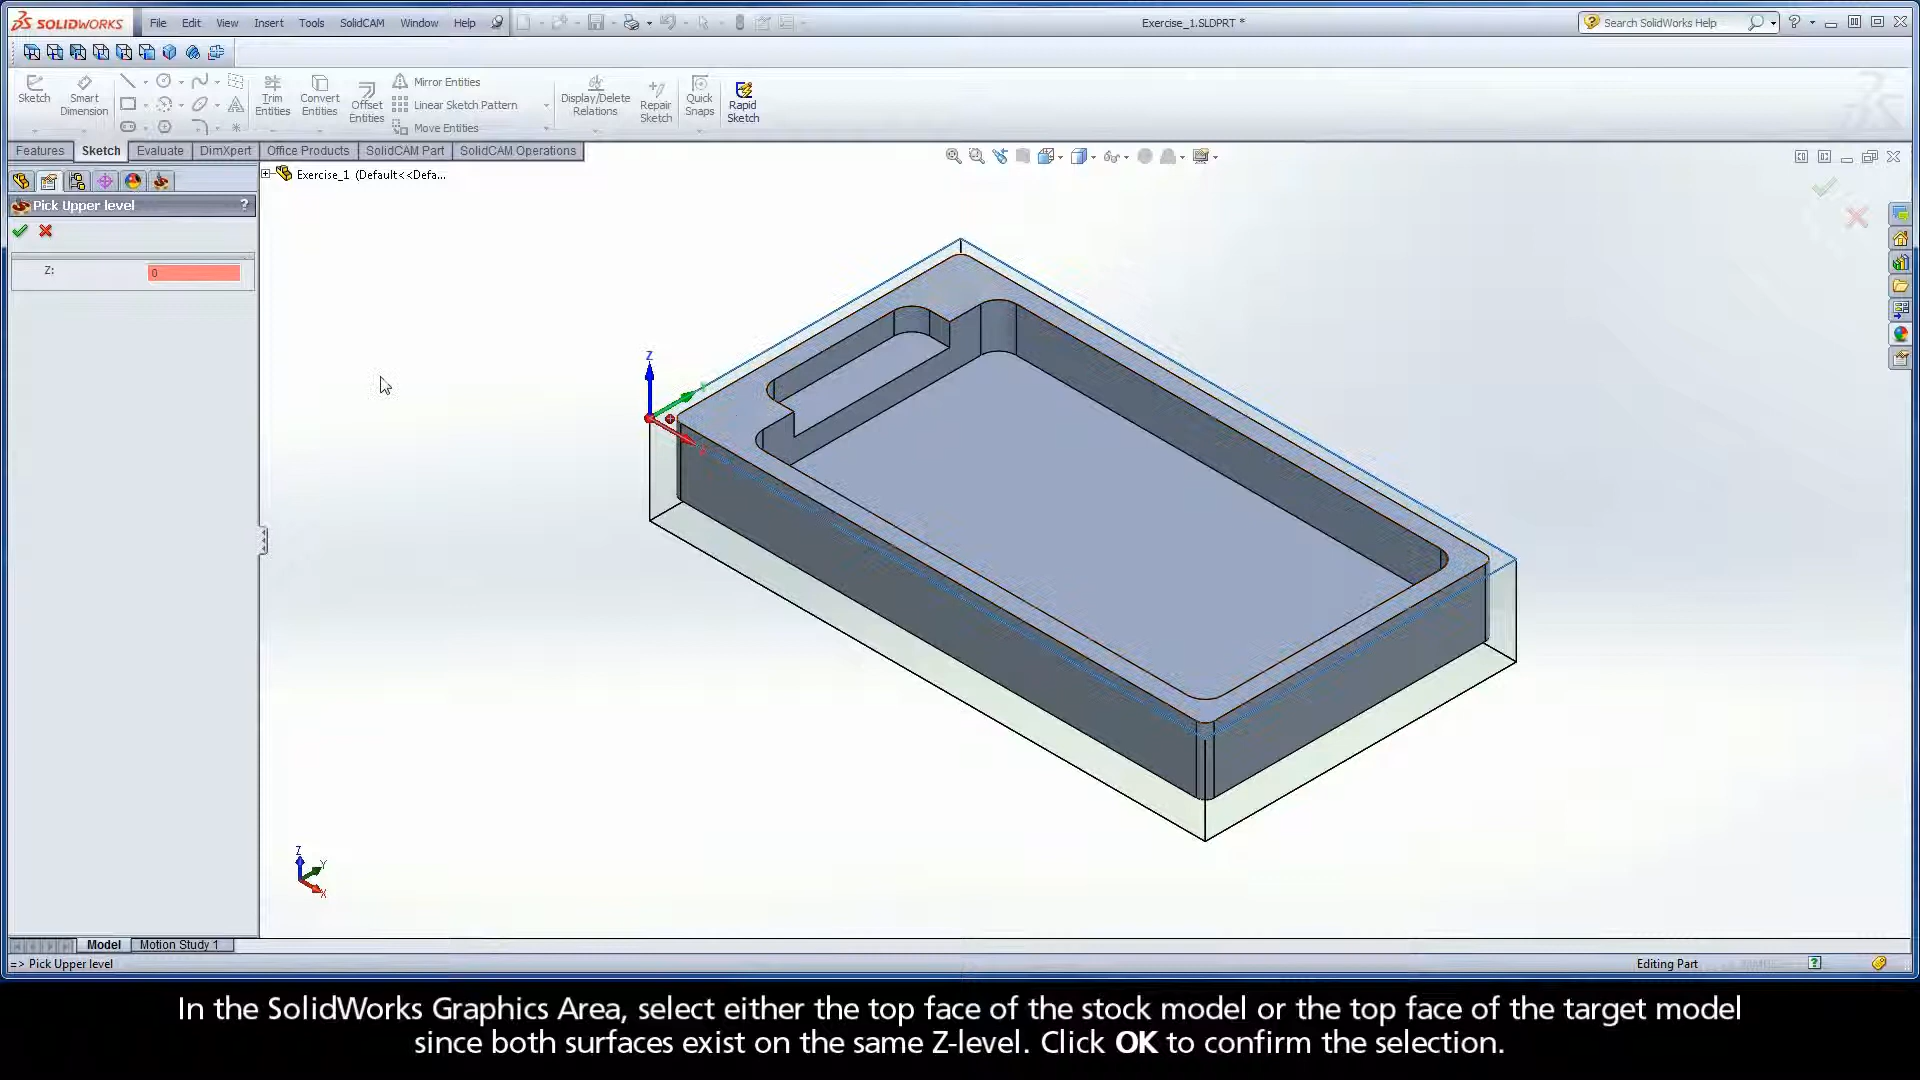 SOLIDWORKS File Edit View Insert Tools SolidCAM Window Help Exercise_1.SLDPRT * Search SolidWorks Help
Sketch Smart Dimension Trim Entities Convert Entities Offset Entities Mirror Entities Linear Sketch Pattern Move Entities Display/Delete Relations Repair Sketch Quick Snaps Rapid Sketch
Features Sketch Evaluate DimXpert Office Products SolidCAM Part SolidCAM Operations
Exercise_1 (Default<<Defa...
Pick Upper level ?
Z: 0
Z
Z
Y
X
Model Motion Study 1
=> Pick Upper level Editing Part
In the SolidWorks Graphics Area, select either the top face of the stock model or the top face of the target model
since both surfaces exist on the same Z-level. Click OK to confirm the selection.